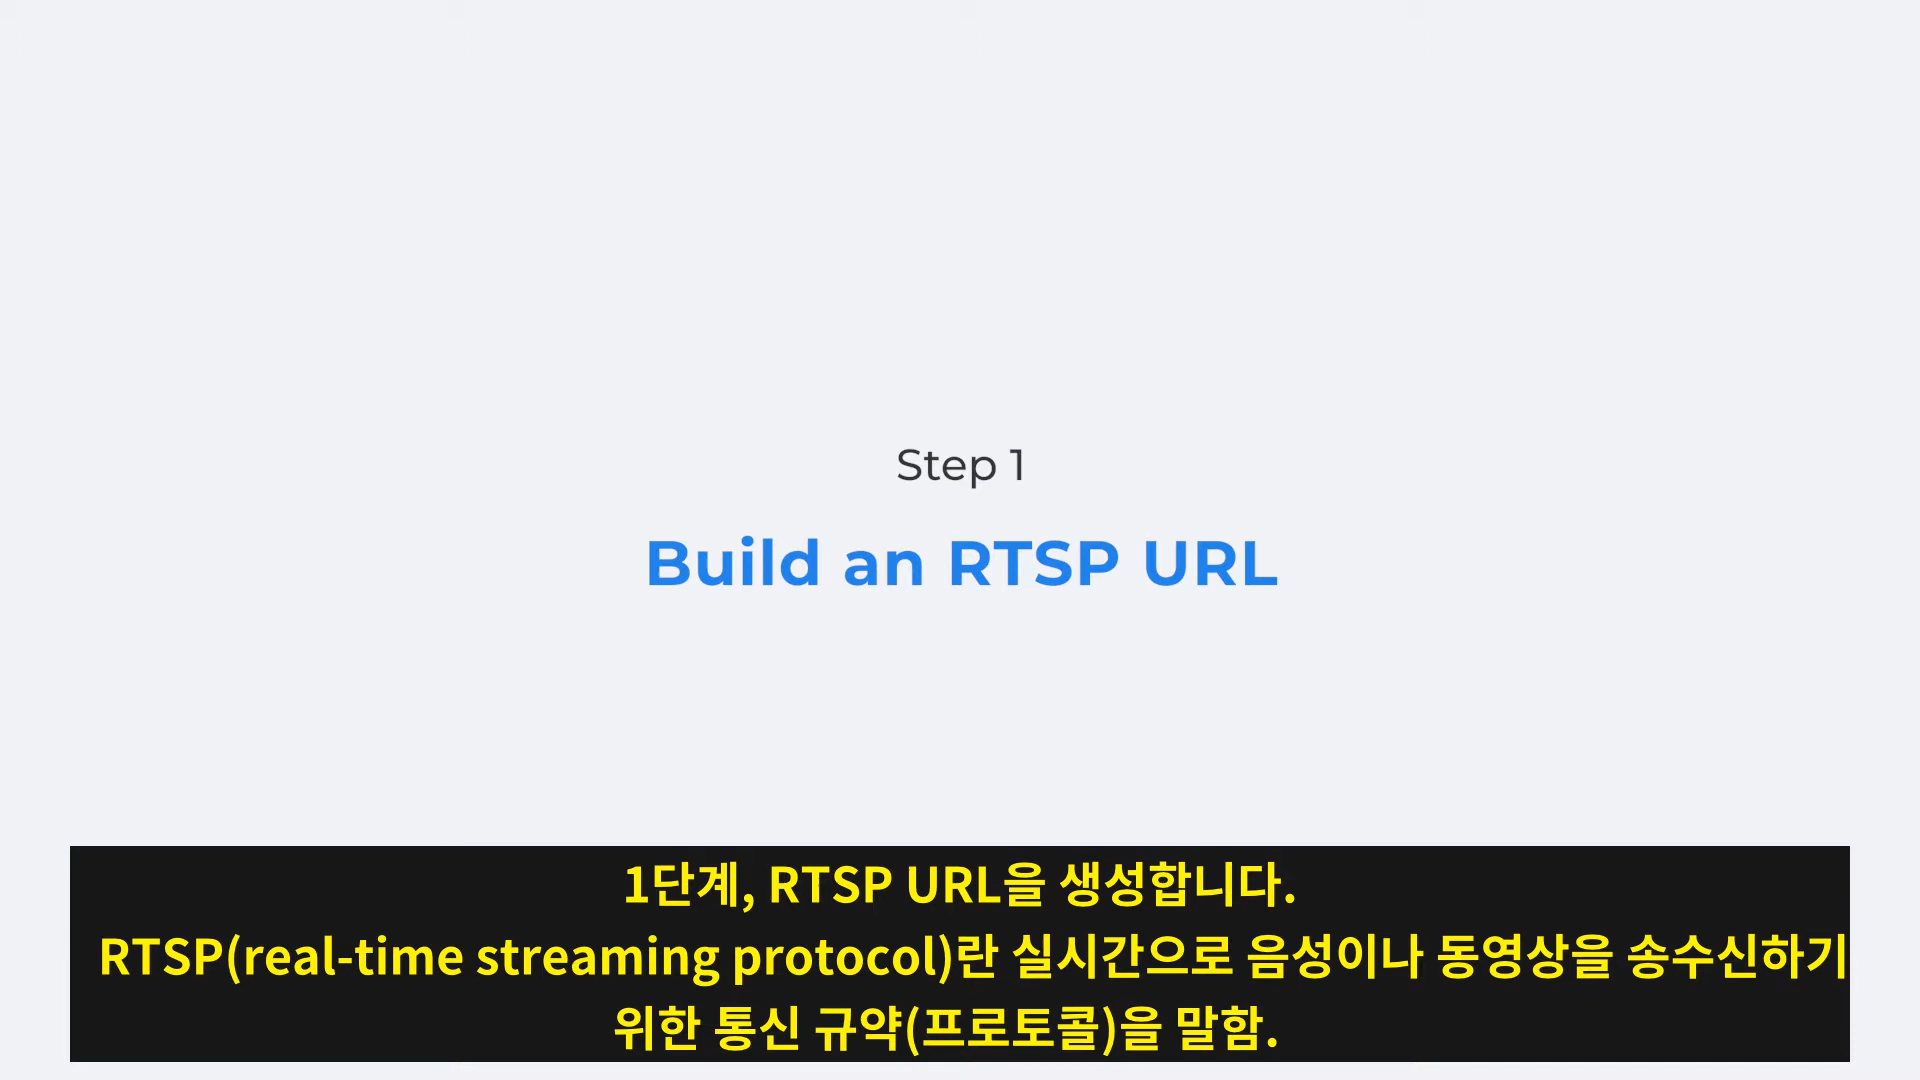 Step 1
Build an RTSP URL
1단계, RTSP URL을 생성합니다.
RTSP(real-time streaming protocol)란 실시간으로 음성이나 동영상을 송수신하기
위한 통신 규약(프로토콜)을 말함.